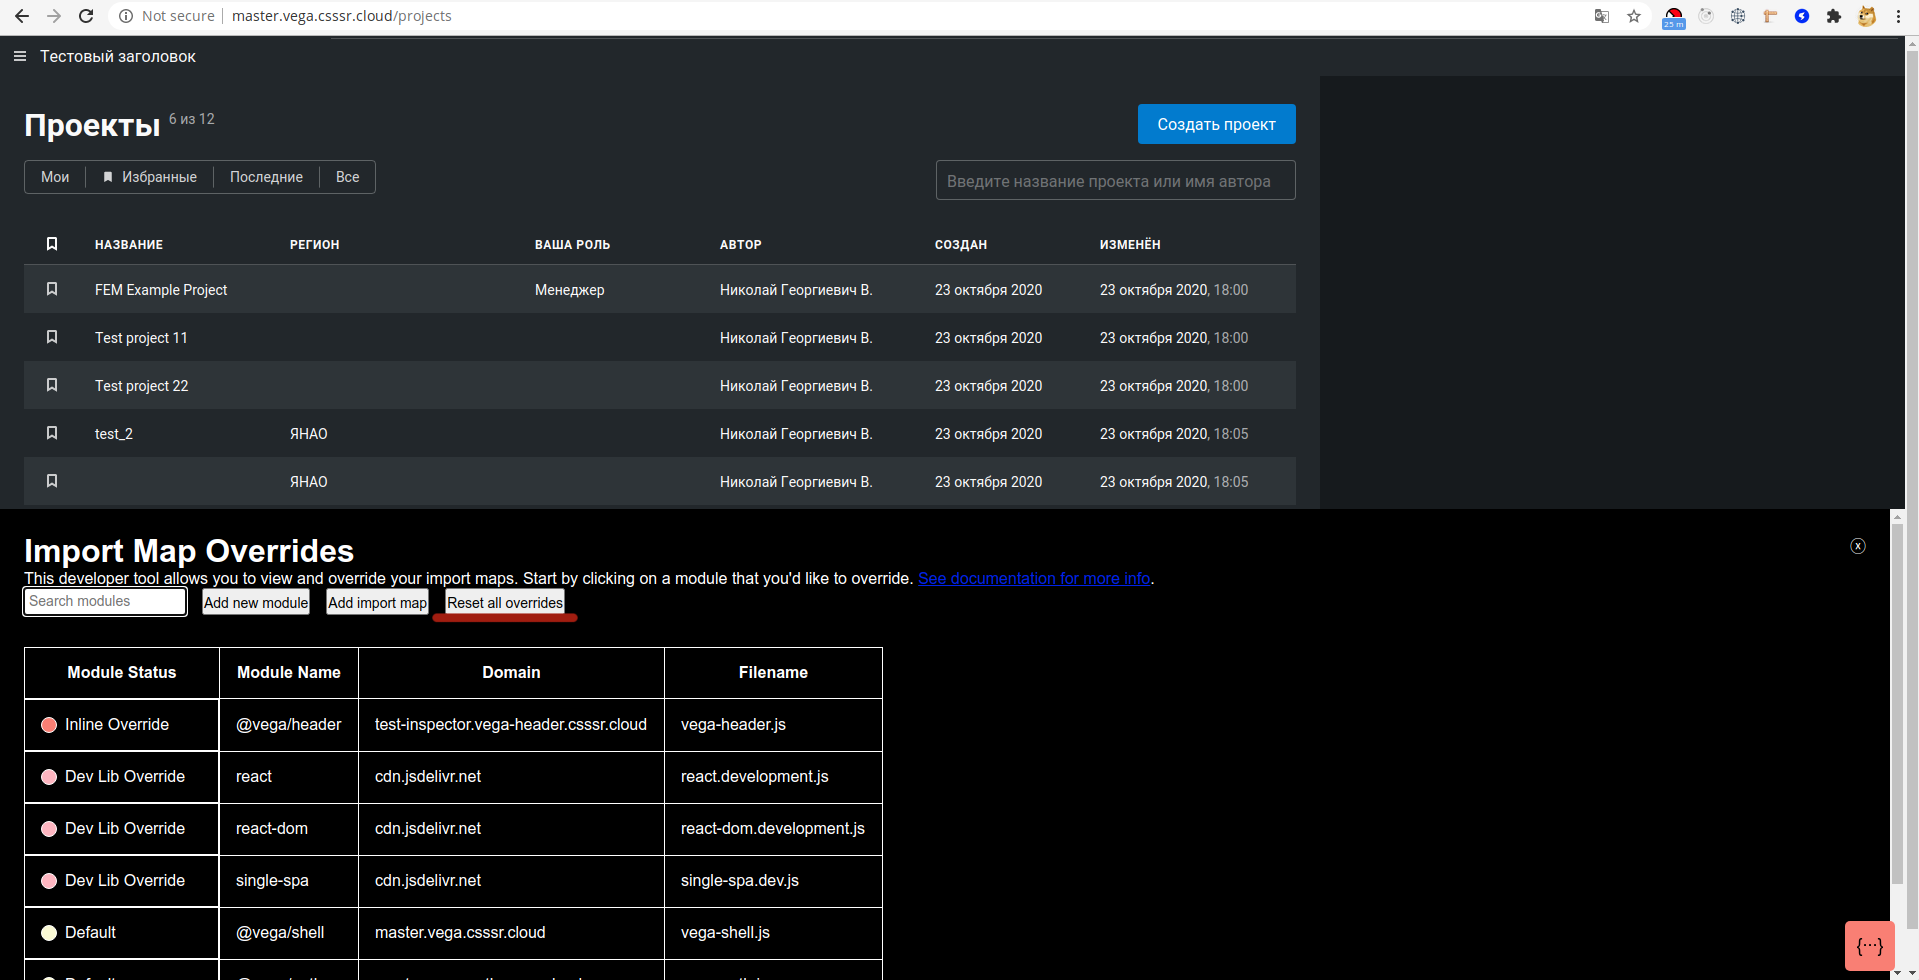 Not secure master.vega.csssr.cloud/projects
25 m
Тестовый заголовок
Проекты 6 из 12
Создать проект
Мои Избранные Последние Все
Введите название проекта или имя автора
НАЗВАНИЕ РЕГИОН ВАША РОЛЬ АВТОР СОЗДАН ИЗМЕНЁН
FEM Example Project Менеджер Николай Георгиевич В. 23 октября 2020 23 октября 2020, 18:00
Test project 11 Николай Георгиевич В. 23 октября 2020 23 октября 2020, 18:00
Test project 22 Николай Георгиевич В. 23 октября 2020 23 октября 2020, 18:00
test_2 ЯНАО Николай Георгиевич В. 23 октября 2020 23 октября 2020, 18:05
ЯНАО Николай Георгиевич В. 23 октября 2020 23 октября 2020, 18:05
Import Map Overrides
This developer tool allows you to view and override your import maps. Start by clicking on a module that you'd like to override. See documentation for more info.
Search modules Add new module Add import map Reset all overrides
Module Status Module Name Domain Filename
Inline Override @vega/header test-inspector.vega-header.csssr.cloud vega-header.js
Dev Lib Override react cdn.jsdelivr.net react.development.js
Dev Lib Override react-dom cdn.jsdelivr.net react-dom.development.js
Dev Lib Override single-spa cdn.jsdelivr.net single-spa.dev.js
Default @vega/shell master.vega.csssr.cloud vega-shell.js
{···}